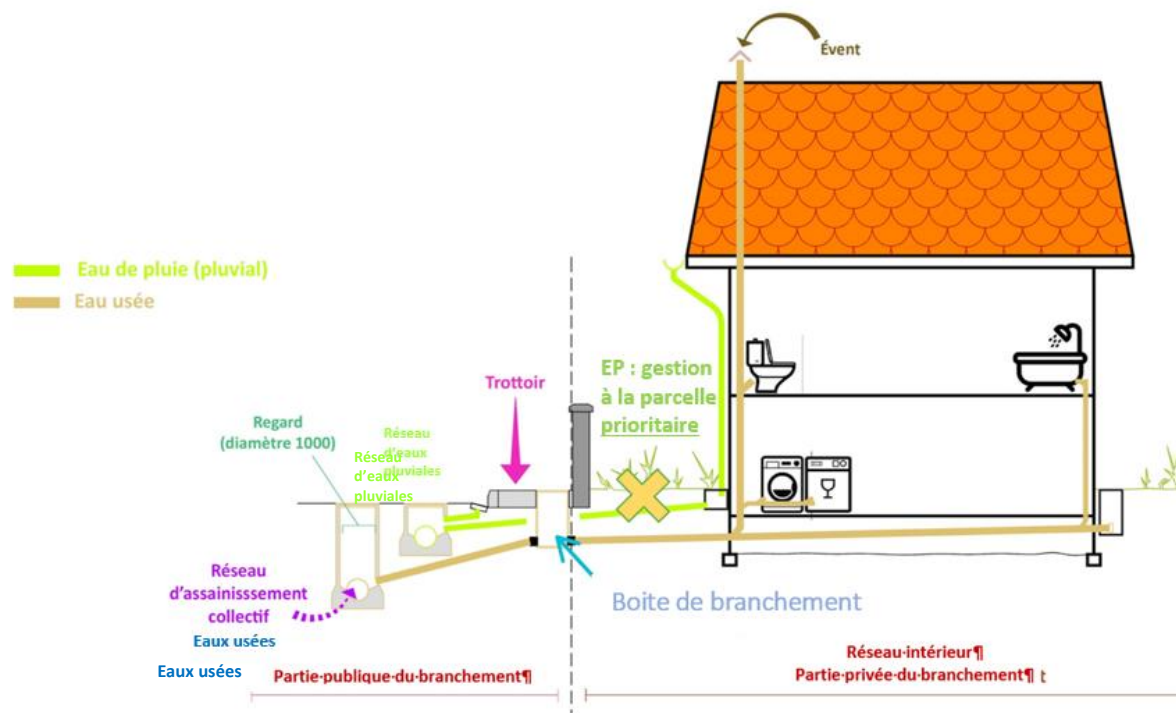 Évent
Eau de pluie (pluvial)
Eau usée
EP : gestion
à la parcelle
prioritaire
Trottoir
Regard
(diamètre 1000)
Réseau
d'eaux
pluviales
Réseau
d'eaux
pluviales
Réseau
d'assainisssement
collectif
Eaux usées
Eaux usées
Boite de branchement
Partie·publique·du·branchement¶
Réseau·intérieur¶
Partie·privée·du·branchement¶ t